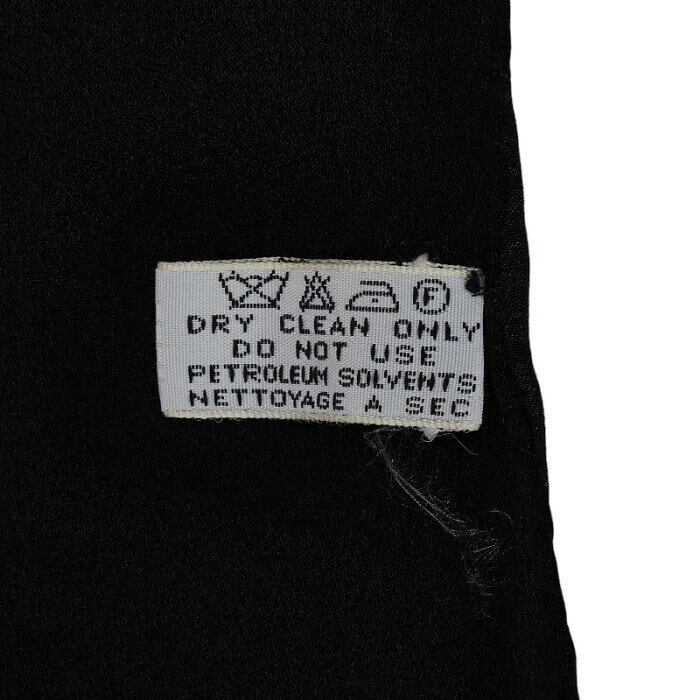 F
DRY CLEAN ONLY
DO NOT USE
PETROLEUM SOLVENTS
NETTOYAGE A SEC